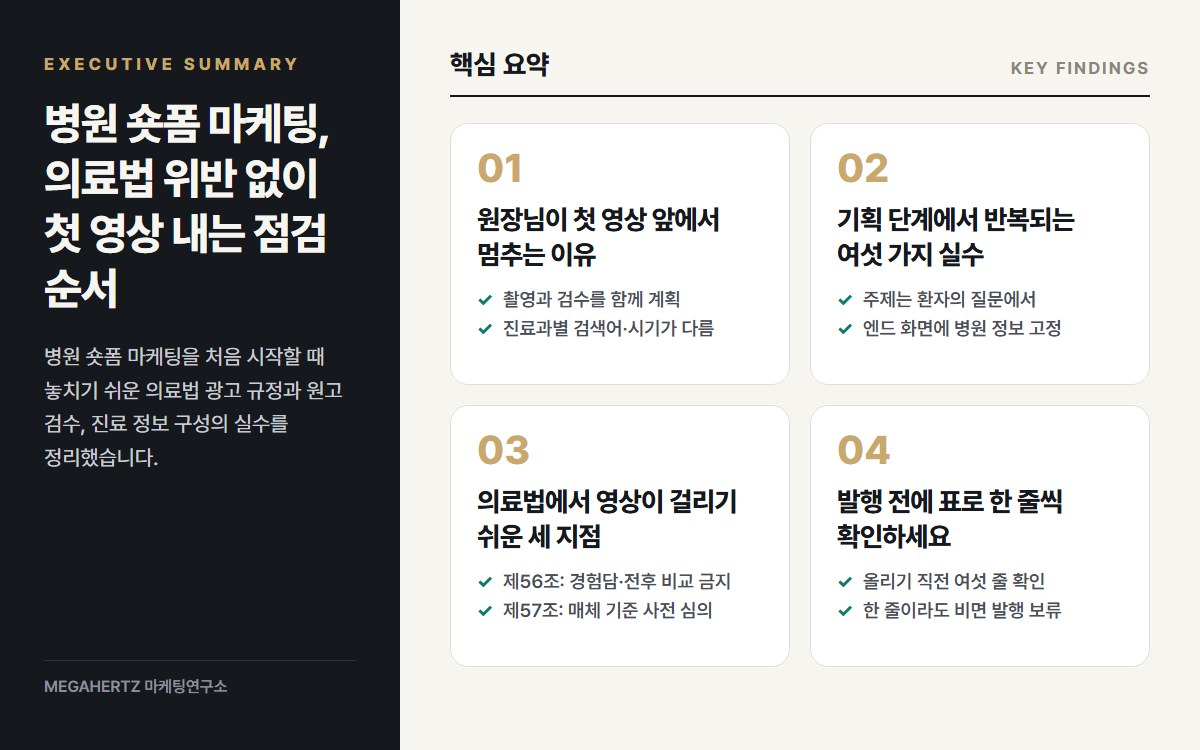 EXECUTIVE SUMMARY
병원 숏폼 마케팅,
의료법 위반 없이
첫 영상 내는 점검
순서
병원 숏폼 마케팅을 처음 시작할 때
놓치기 쉬운 의료법 광고 규정과 원고
검수, 진료 정보 구성의 실수를
정리했습니다.
MEGAHERTZ 마케팅연구소
핵심 요약
KEY FINDINGS
01
원장님이 첫 영상 앞에서
멈추는 이유
촬영과 검수를 함께 계획
진료과별 검색어·시기가 다름
02
기획 단계에서 반복되는
여섯 가지 실수
주제는 환자의 질문에서
엔드 화면에 병원 정보 고정
03
의료법에서 영상이 걸리기
쉬운 세 지점
제56조: 경험담·전후 비교 금지
제57조: 매체 기준 사전 심의
04
발행 전에 표로 한 줄씩
확인하세요
올리기 직전 여섯 줄 확인
한 줄이라도 비면 발행 보류